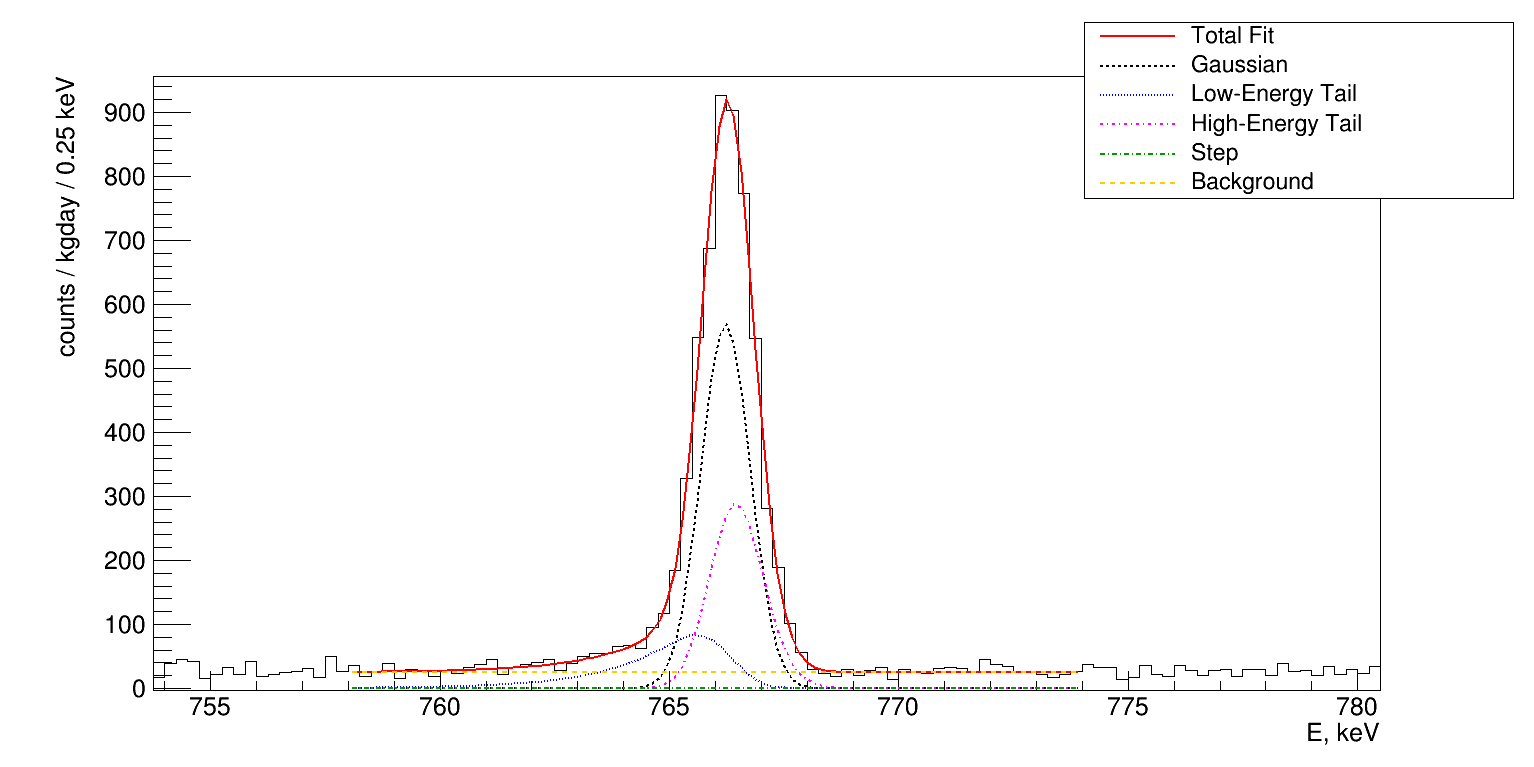 Total Fit
Gaussian
Low-Energy Tail
High-Energy Tail
Step
Background
counts / kgday / 0.25 keV
900
800
700
600
500
400
300
200
100
0
755 760 765 770 775 780
E, keV